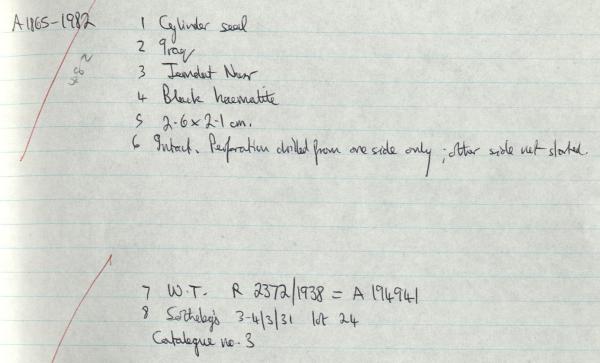 A1165-1982
1 Cylinder seal
2 Iraq
3 Jemdet Nasr
4 Black haematite
5 2.6 x 2.1 cm.
6 Intact. Perforation drilled from one side only; other side not started.
7 W.T. R 2372/1938 = A 194941
8 Sotheby's 3-4/3/31 lot 24
Catalogue no. 3